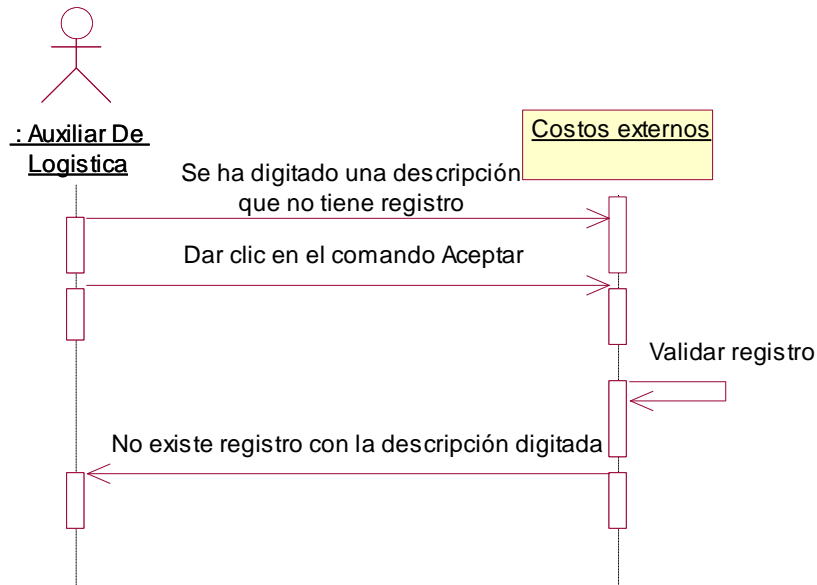 : Auxiliar De
Logistica
Costos externos
Se ha digitado una descripción
que no tiene registro
Dar clic en el comando Aceptar
Validar registro
No existe registro con la descripción digitada